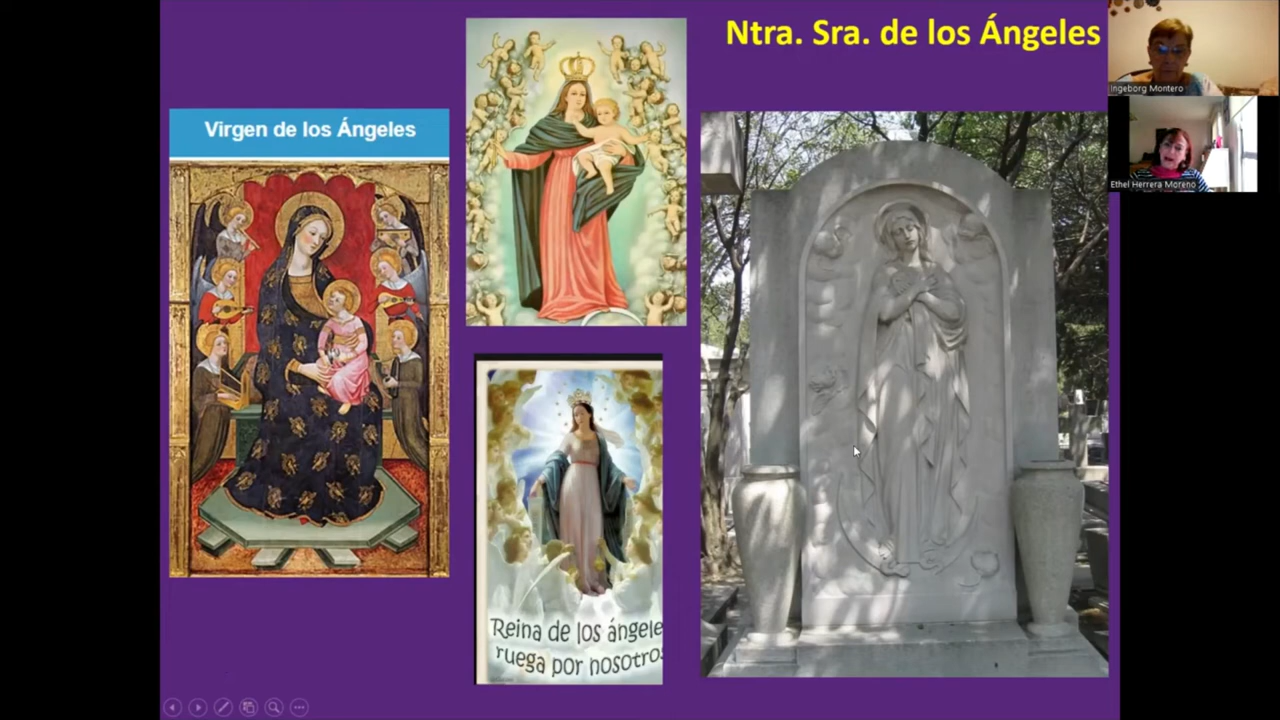 Ntra. Sra. de los Ángeles
Virgen de los Ángeles
Reina de los ángele
ruega por nosotro
Ingeborg Montero
Ethel Herrera Moreno